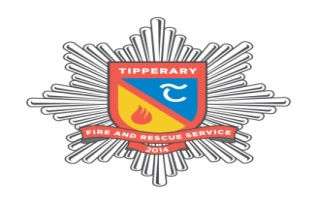 TIPPERARY
FIRE AND RESCUE SERVICE
2014